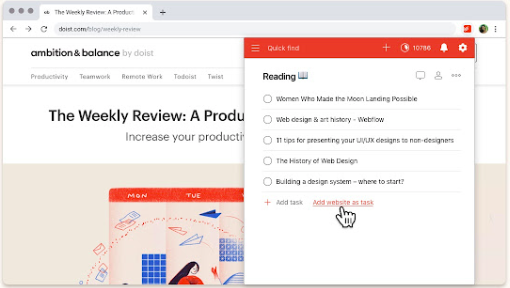 The Weekly Review: A Produc
doist.com/blog/weekly-review
ambition & balance by doist
Productivity Teamwork Remote Work Todoist Twist
The Weekly Review: A Produ
Increase your productiv
MON TUE
Quick find
10786
Reading
Women Who Made the Moon Landing Possible
Web design & art history – Webflow
11 tips for presenting your UI/UX designs to non-designers
The History of Web Design
Building a design system – where to start?
Add task Add website as task